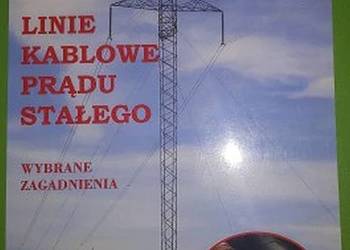 LINIE
KABLOWE
PRĄDU
STAŁEGO
WYBRANE
ZAGADNIENIA